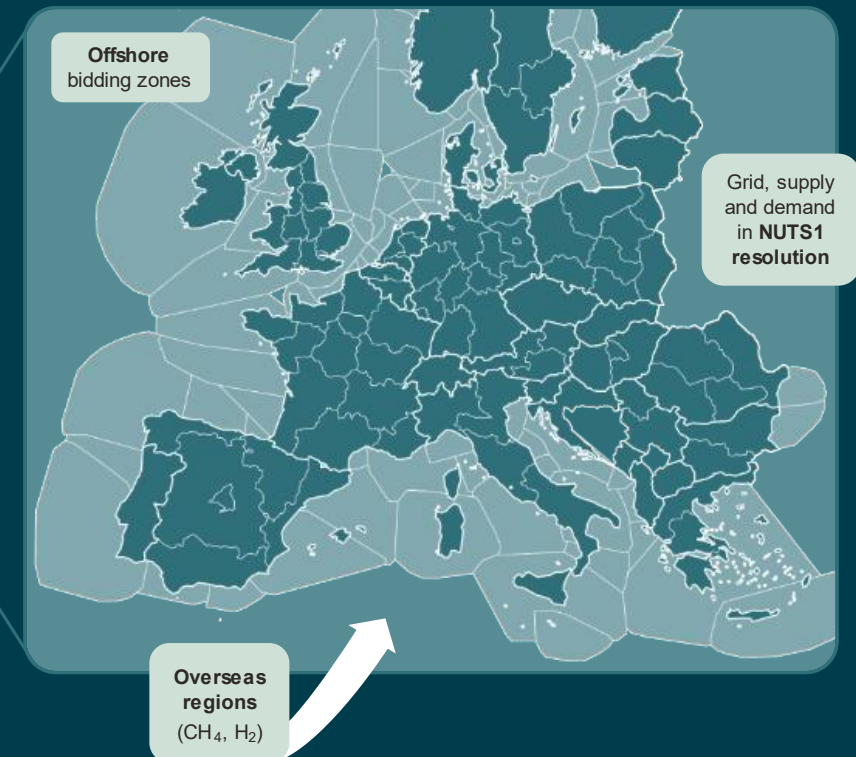 Offshore
bidding zones
Grid, supply
and demand
in NUTS1
resolution
Overseas
regions
(CH₄, H₂)